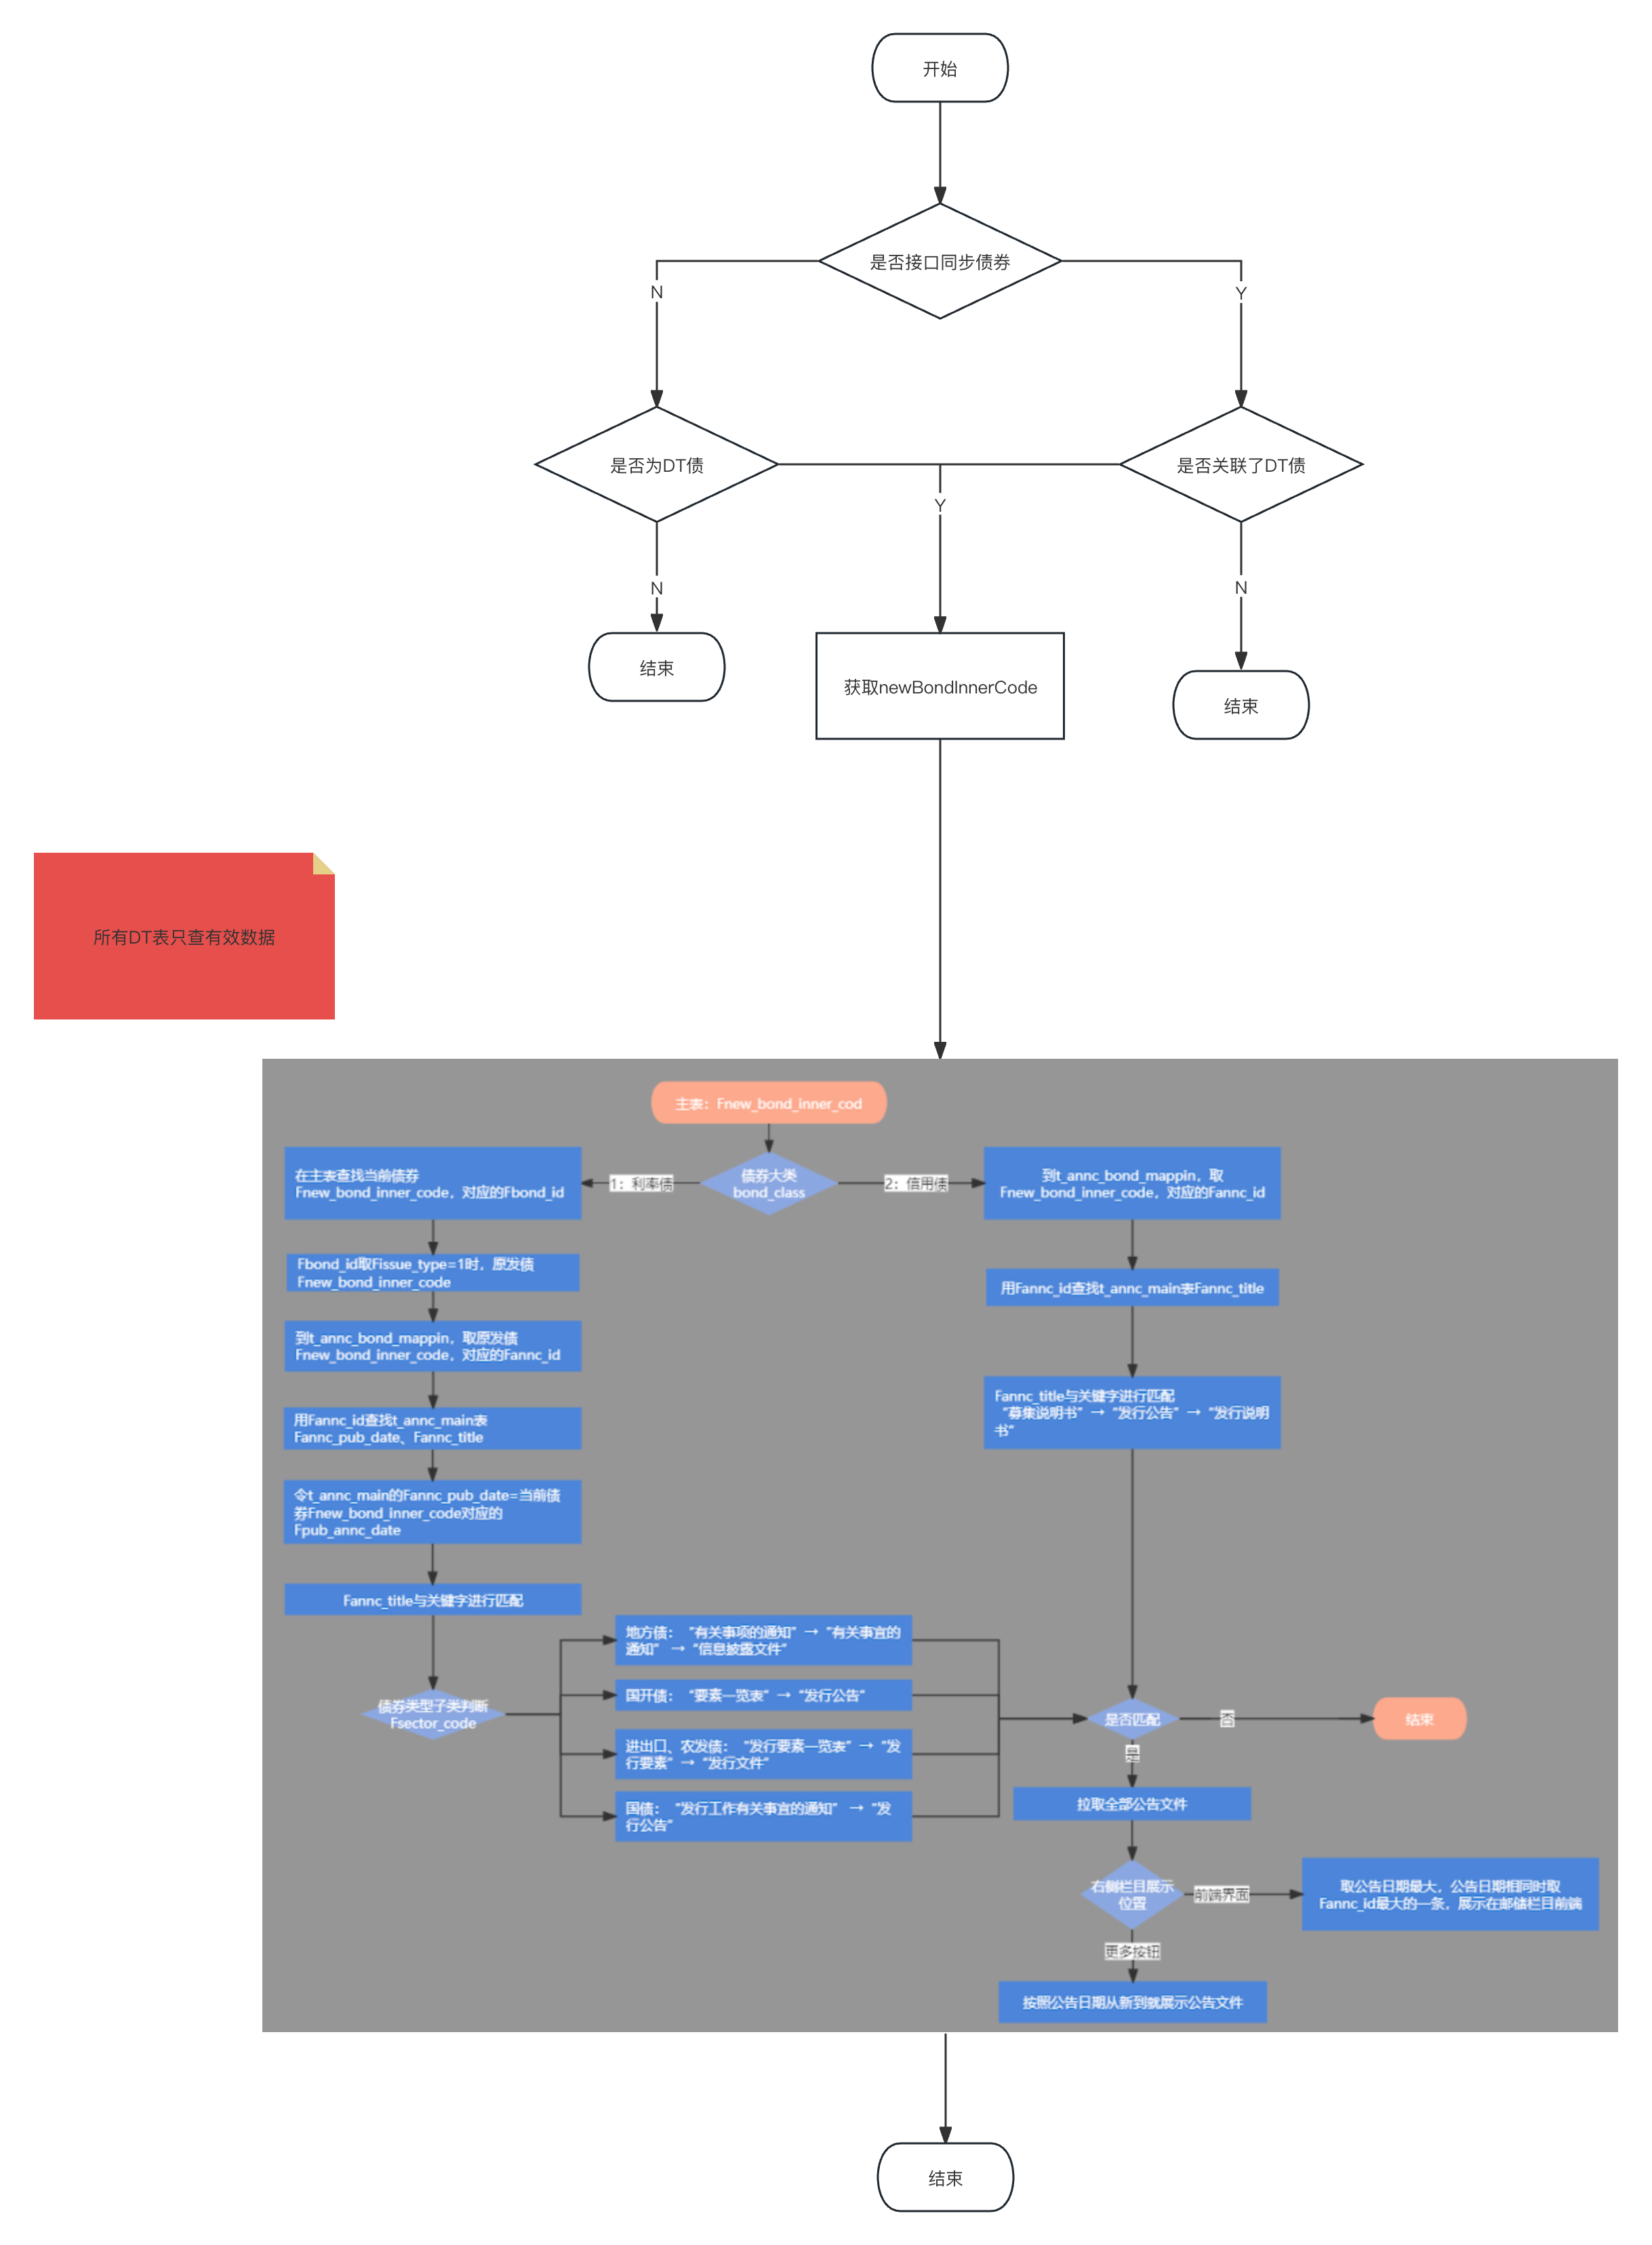 开始
是否接口同步债券
N
Y
是否为DT债
是否关联了DT债
Y
N
N
结束
获取newBondInnerCode
结束
所有DT表只查有效数据
主表：Fnew_bond_inner_cod
债券大类
bond_class
1：利率债
2：信用债
在主表查找当前债券
Fnew_bond_inner_code，对应的Fbond_id
Fbond_id取Fissue_type=1时，原发债
Fnew_bond_inner_code
到t_annc_bond_mappin，取原发债
Fnew_bond_inner_code，对应的Fannc_id
用Fannc_id查找t_annc_main表
Fannc_pub_date、Fannc_title
令t_annc_main的Fannc_pub_date=当前债
券Fnew_bond_inner_code对应的
Fpub_annc_date
Fannc_title与关键字进行匹配
债券类型子类判断
Fsector_code
地方债：“有关事项的通知”→“有关事宜的
通知” →“信息披露文件”
国开债：“要素一览表”→“发行公告”
进出口、农发债：“发行要素一览表”→“发
行要素”→“发行文件”
国债：“发行工作有关事宜的通知” →“发
行公告”
到t_annc_bond_mappin，取
Fnew_bond_inner_code，对应的Fannc_id
用Fannc_id查找t_annc_main表Fannc_title
Fannc_title与关键字进行匹配
“募集说明书”→“发行公告”→“发行说明
书”
是否匹配
否
结束
是
拉取全部公告文件
右侧栏目展示
位置
前端界面
取公告日期最大，公告日期相同时取
Fannc_id最大的一条，展示在邮储栏目前端
更多按钮
按照公告日期从新到就展示公告文件
结束